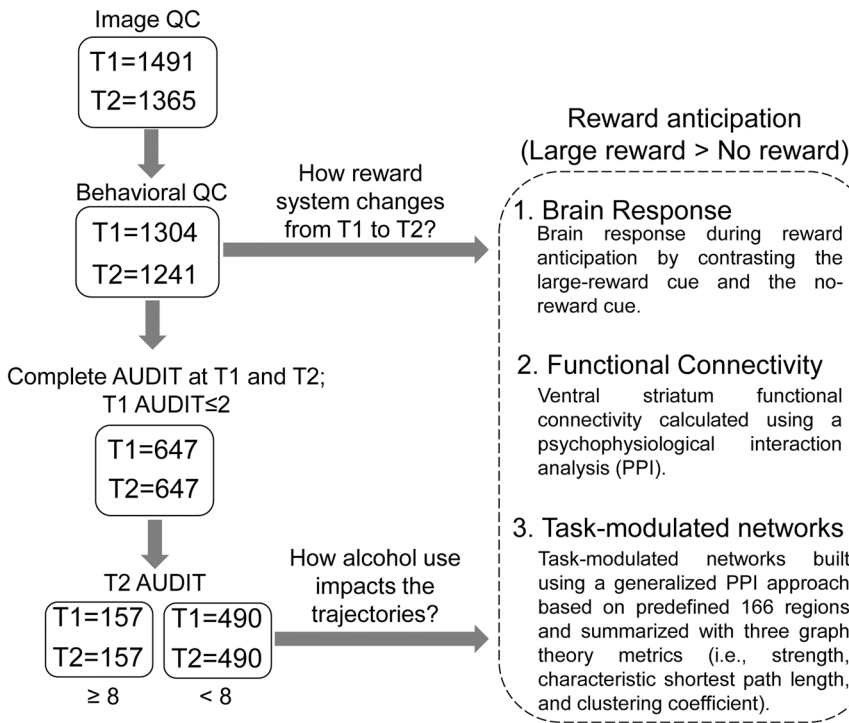 Image QC
T1=1491
T2=1365
Behavioral QC
T1=1304
T2=1241
How reward
system changes
from T1 to T2?
Complete AUDIT at T1 and T2;
T1 AUDIT≤2
T1=647
T2=647
T2 AUDIT
T1=157
T2=157
≥ 8
T1=490
T2=490
< 8
How alcohol use
impacts the
trajectories?
Reward anticipation
(Large reward > No reward)
1. Brain Response
Brain response during reward
anticipation by contrasting the
large-reward cue and the no-
reward cue.
2. Functional Connectivity
Ventral striatum functional
connectivity calculated using a
psychophysiological interaction
analysis (PPI).
3. Task-modulated networks
Task-modulated networks built
using a generalized PPI approach
based on predefined 166 regions
and summarized with three graph
theory metrics (i.e., strength,
characteristic shortest path length,
and clustering coefficient).